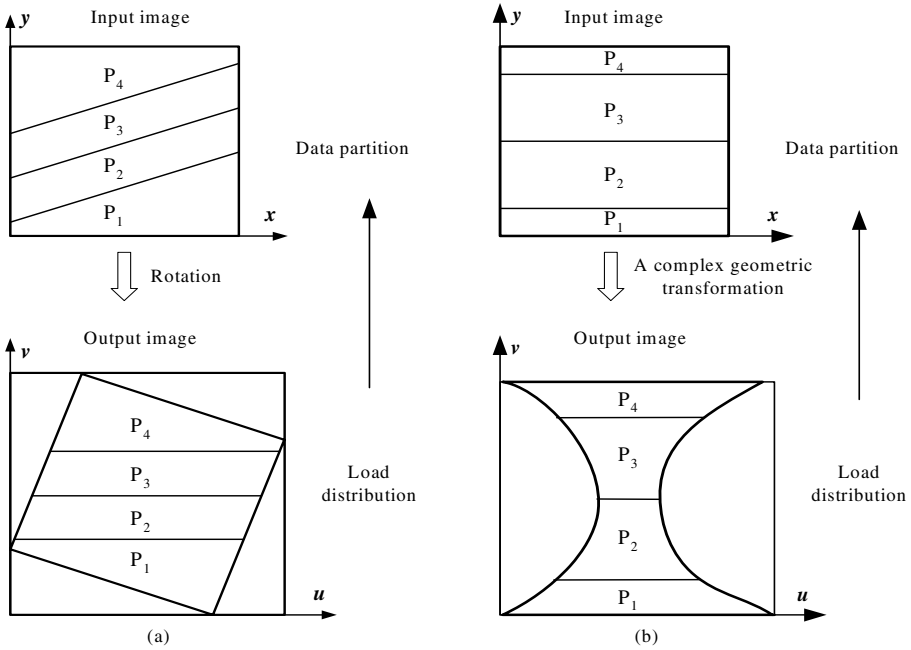 y
Input image
P4
P3
P2
P1
x
Data partition
Rotation
Output image
v
P4
P3
P2
P1
u
Load
distribution
(a)
y
Input image
P4
P3
P2
P1
x
Data partition
A complex geometric
transformation
Output image
v
P4
P3
P2
P1
u
Load
distribution
(b)